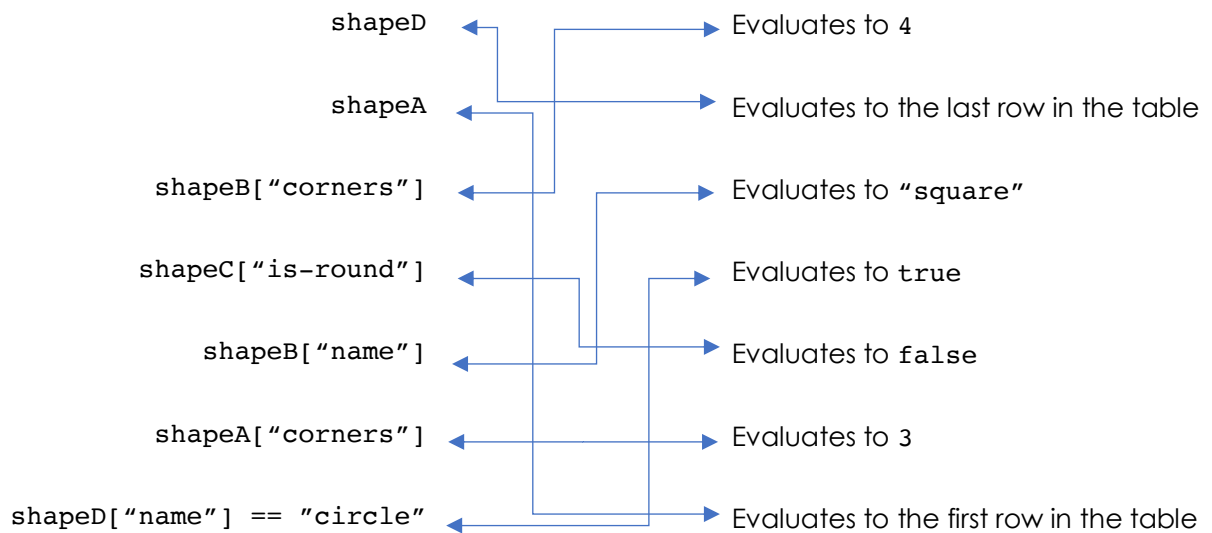 shapeD Evaluates to 4
shapeA Evaluates to the last row in the table
shapeB[“corners”] Evaluates to “square”
shapeC[“is-round”] Evaluates to true
shapeB[“name”] Evaluates to false
shapeA[“corners”] Evaluates to 3
shapeD[“name”] == ”circle” Evaluates to the first row in the table